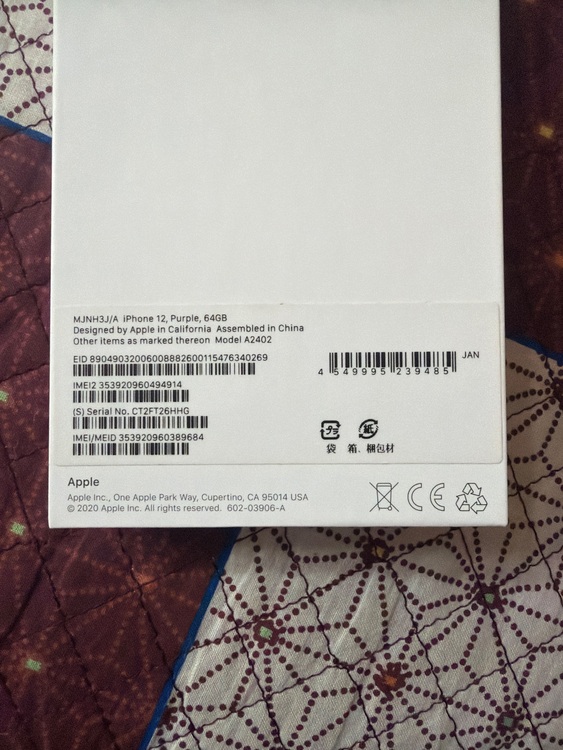 MJNH3J/A iPhone 12, Purple, 64GB
Designed by Apple in California Assembled in China
Other items as marked thereon Model A2402
EID 89049032006008882600115476340269
IMEI2 353920960494914
(S) Serial No. CT2FT26HHG
IMEI/MEID 353920960389684
JAN
4 549995 239485
プラ 紙
袋 箱、梱包材
Apple
Apple Inc., One Apple Park Way, Cupertino, CA 95014 USA
© 2020 Apple Inc. All rights reserved. 602-03906-A
CE